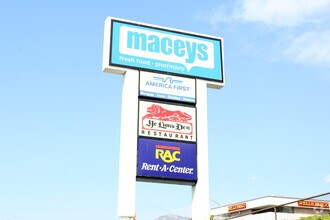 maceys
fresh food • pharmacy
AMERICA FIRST
Ye Lion's Den
RESTAURANT
RAC
Rent-A-Center